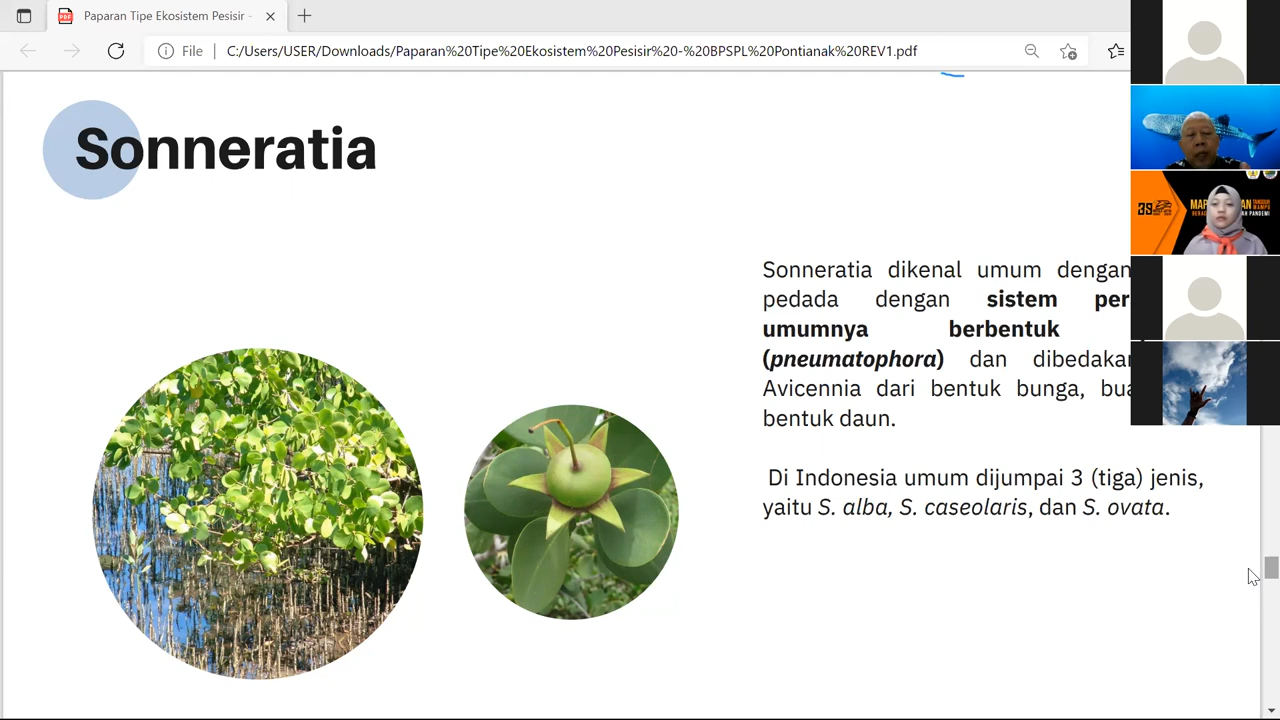 Paparan Tipe Ekosistem Pesisir -
File
C:/Users/USER/Downloads/Paparan%20Tipe%20Ekosistem%20Pesisir%20-%20BPSPL%20Pontianak%20REV1.pdf
Sonneratia
Sonneratia dikenal umum dengan
pedada dengan sistem per
umumnya berbentuk
(pneumatophora) dan dibedakan
Avicennia dari bentuk bunga, bua
bentuk daun.
Di Indonesia umum dijumpai 3 (tiga) jenis,
yaitu S. alba, S. caseolaris, dan S. ovata.
39